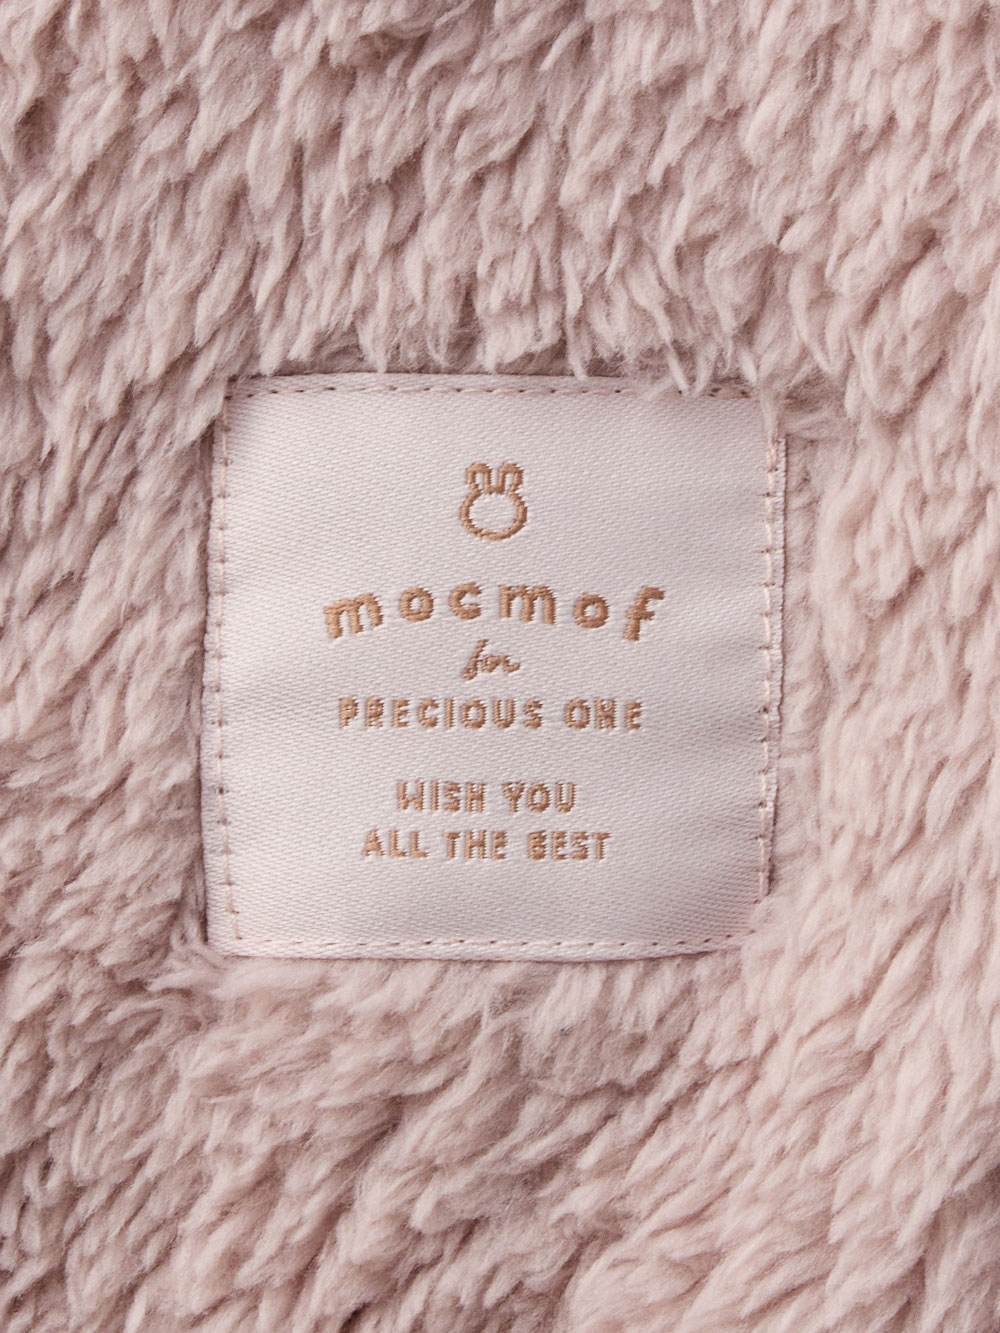 mocmof
for
PRECIOUS ONE
WISH YOU
ALL THE BEST